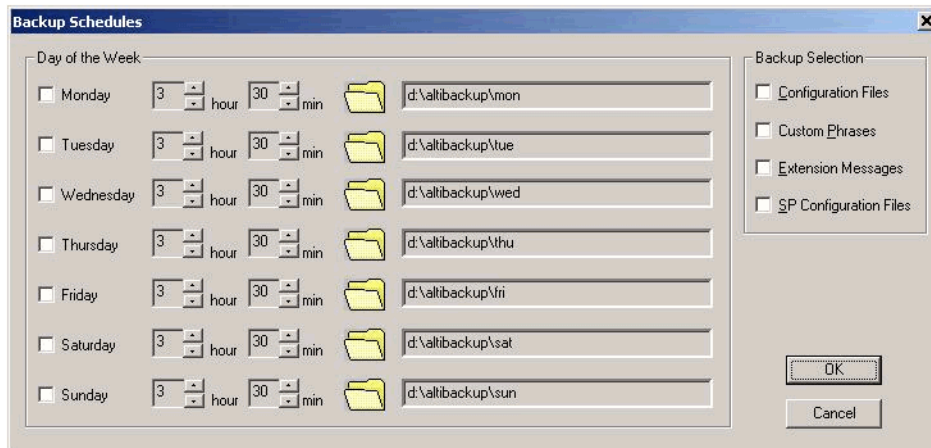 Backup Schedules
Day of the Week
Monday 3 hour 30 min d:\altibackup\mon
Tuesday 3 hour 30 min d:\altibackup\tue
Wednesday 3 hour 30 min d:\altibackup\wed
Thursday 3 hour 30 min d:\altibackup\thu
Friday 3 hour 30 min d:\altibackup\fri
Saturday 3 hour 30 min d:\altibackup\sat
Sunday 3 hour 30 min d:\altibackup\sun
Backup Selection
Configuration Files
Custom Phrases
Extension Messages
SP Configuration Files
OK
Cancel